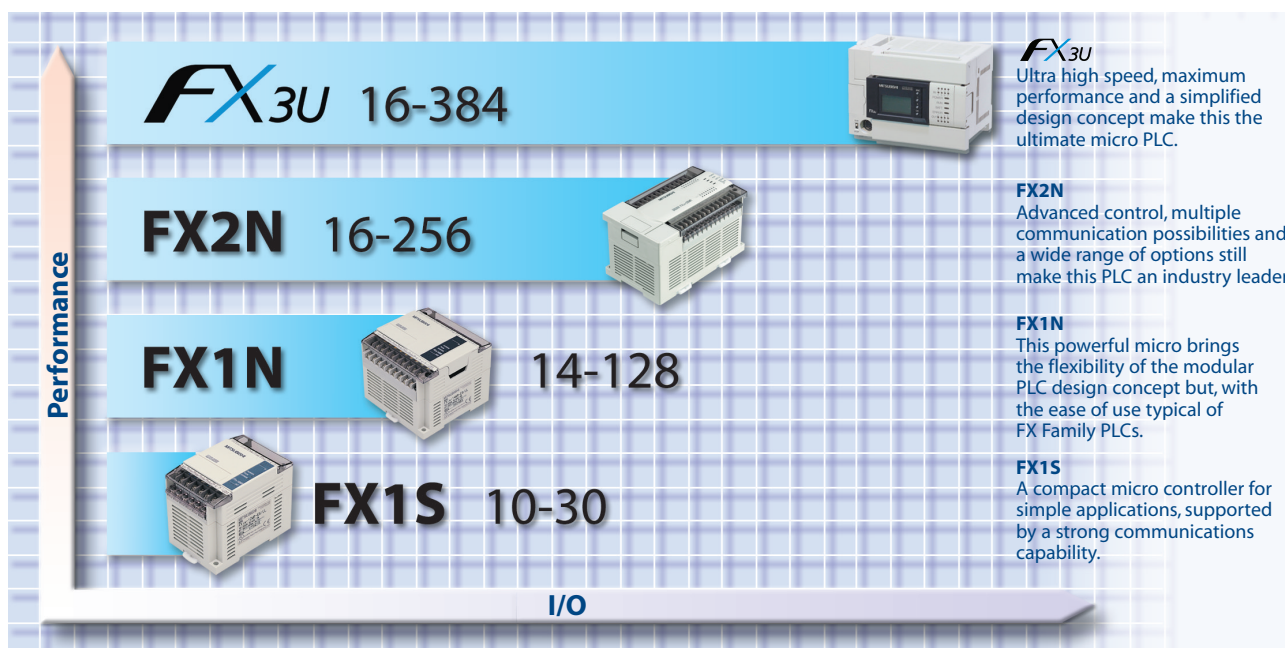 FX3U 16-384
FX3U
Ultra high speed, maximum
performance and a simplified
design concept make this the
ultimate micro PLC.
FX2N 16-256
FX2N
Advanced control, multiple
communication possibilities and
a wide range of options still
make this PLC an industry leader
Performance
FX1N 14-128
FX1N
This powerful micro brings
the flexibility of the modular
PLC design concept but, with
the ease of use typical of
FX Family PLCs.
FX1S 10-30
FX1S
A compact micro controller for
simple applications, supported
by a strong communications
capability.
I/O